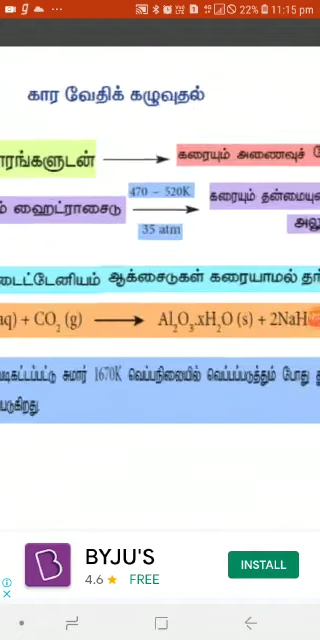 22% 11:15 pm
கார வேதிக் கழுவுதல்
ாரங்களுடன் → கரையும் அணைவுச்
ம் ஹைட்ராசைடு 470 – 520K 35 atm → கரையும் தன்மையு
அலு
டைட்டேனியம் ஆக்சைடுகள் கரையாமல் தா
aq) + CO₂ (g) → Al₂O₃.xH₂O (s) + 2NaH
டிகட்டப்பட்டு சுமார் 1670K வெப்பநிலையில் வெப்பப்படுத்தும் போது
படுகிறது.
BYJU'S
4.6 ★ FREE
INSTALL